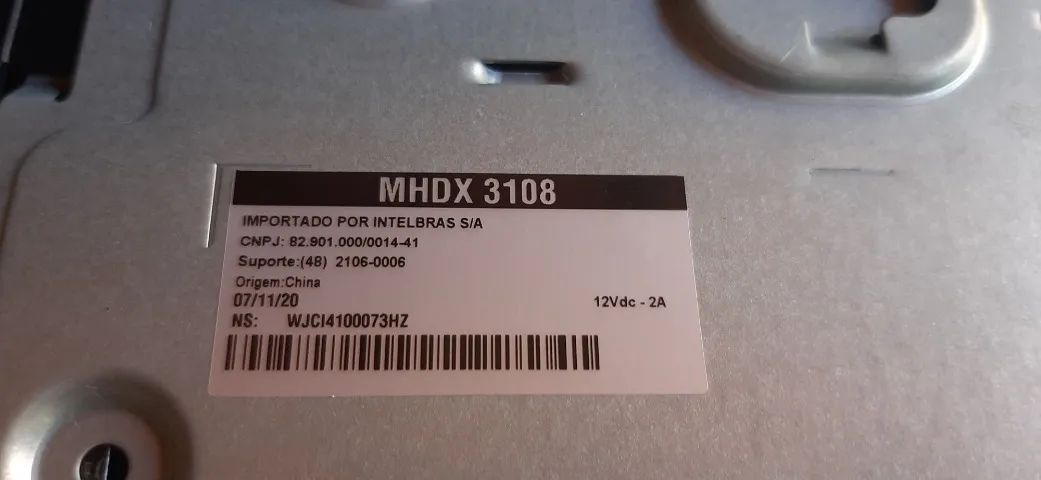 MHDX 3108
IMPORTADO POR INTELBRAS S/A
CNPJ: 82.901.000/0014-41
Suporte:(48) 2106-0006
Origem:China
07/11/20
12Vdc - 2A
NS: WJCI4100073HZ